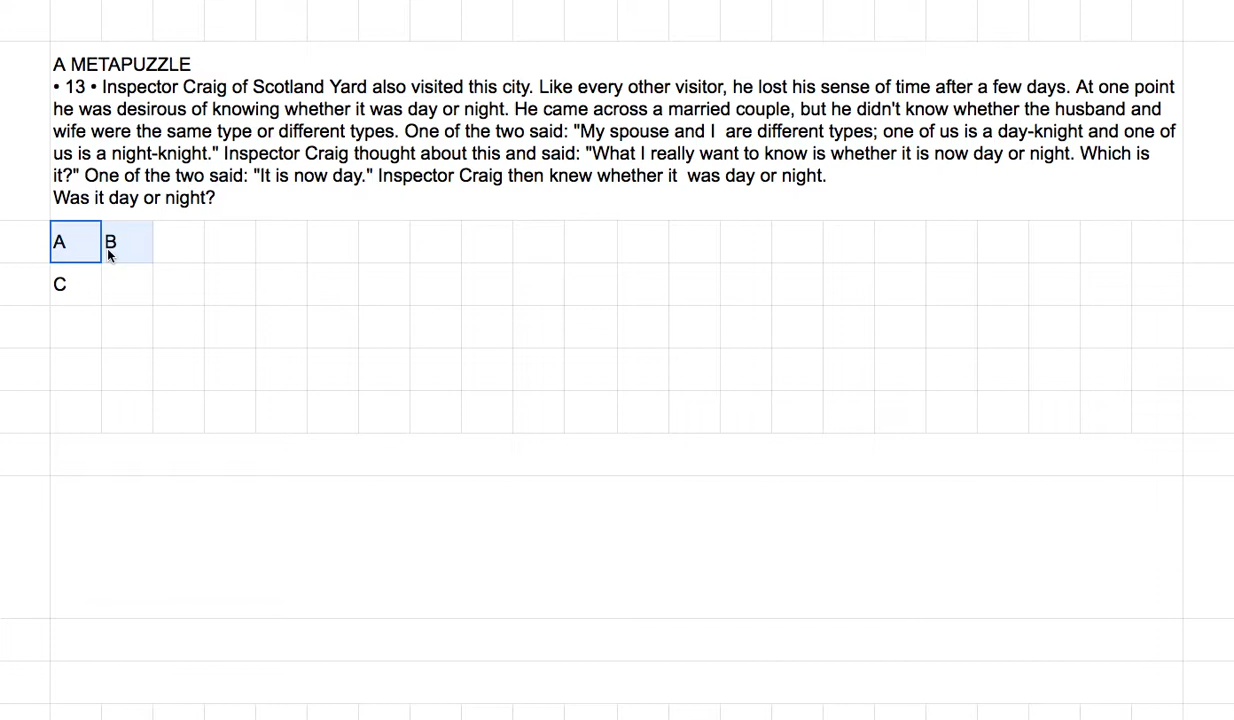 A METAPUZZLE
• 13 • Inspector Craig of Scotland Yard also visited this city. Like every other visitor, he lost his sense of time after a few days. At one point
he was desirous of knowing whether it was day or night. He came across a married couple, but he didn't know whether the husband and
wife were the same type or different types. One of the two said: "My spouse and I  are different types; one of us is a day-knight and one of
us is a night-knight." Inspector Craig thought about this and said: "What I really want to know is whether it is now day or night. Which is
it?" One of the two said: "It is now day." Inspector Craig then knew whether it  was day or night.
Was it day or night?
A B
C